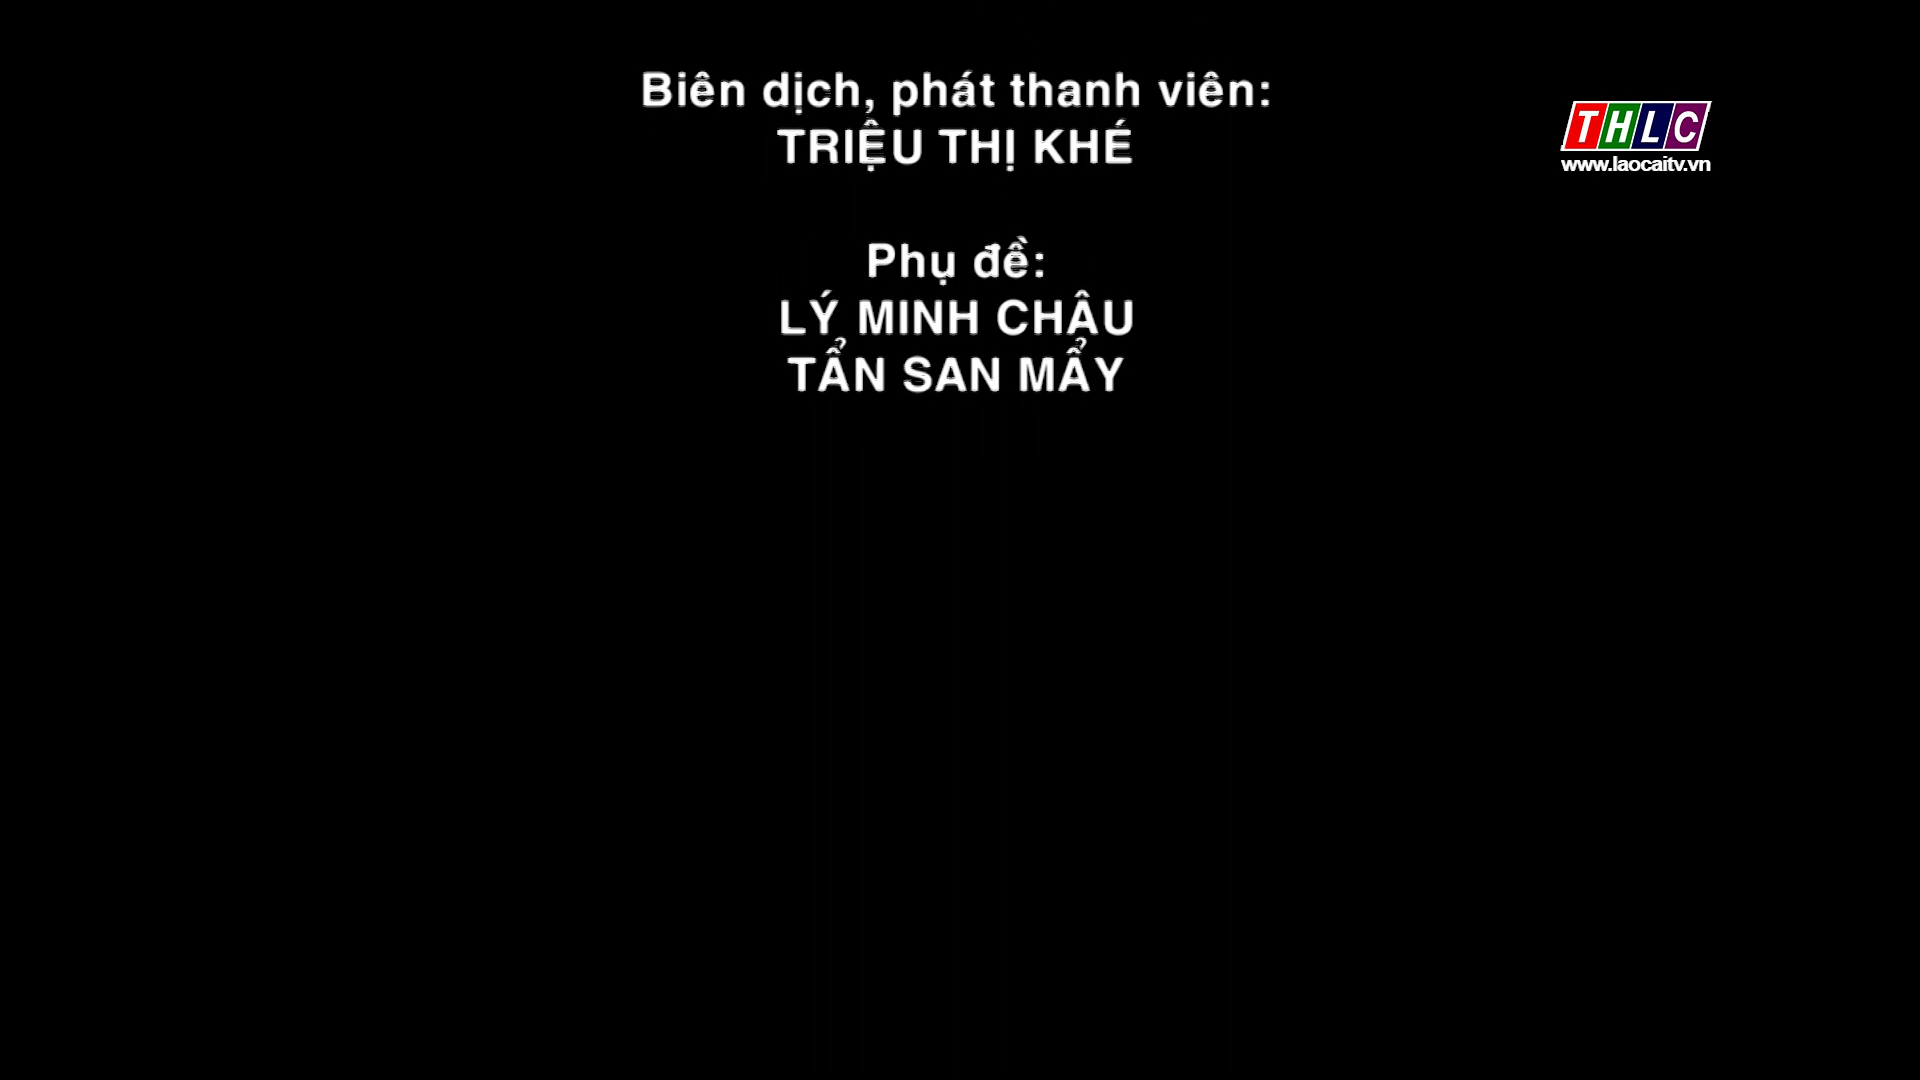 Biên dịch, phát thanh viên:
TRIỆU THỊ KHÉ
THLC
www.laocaitv.vn
Phụ đề:
LÝ MINH CHÂU
TẨN SAN MẨY